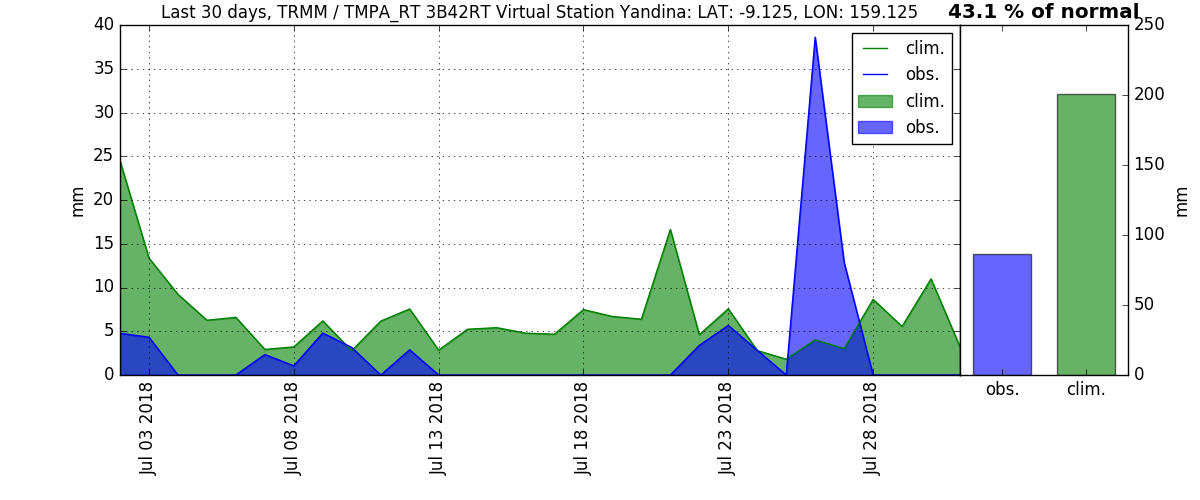 Last 30 days, TRMM / TMPA_RT 3B42RT Virtual Station Yandina: LAT: -9.125, LON: 159.125
43.1 % of normal
40
35
30
25
20
15
10
5
0
mm
clim.
obs.
clim.
obs.
Jul 03 2018
Jul 08 2018
Jul 13 2018
Jul 18 2018
Jul 23 2018
Jul 28 2018
250
200
150
100
50
0
mm
obs.
clim.